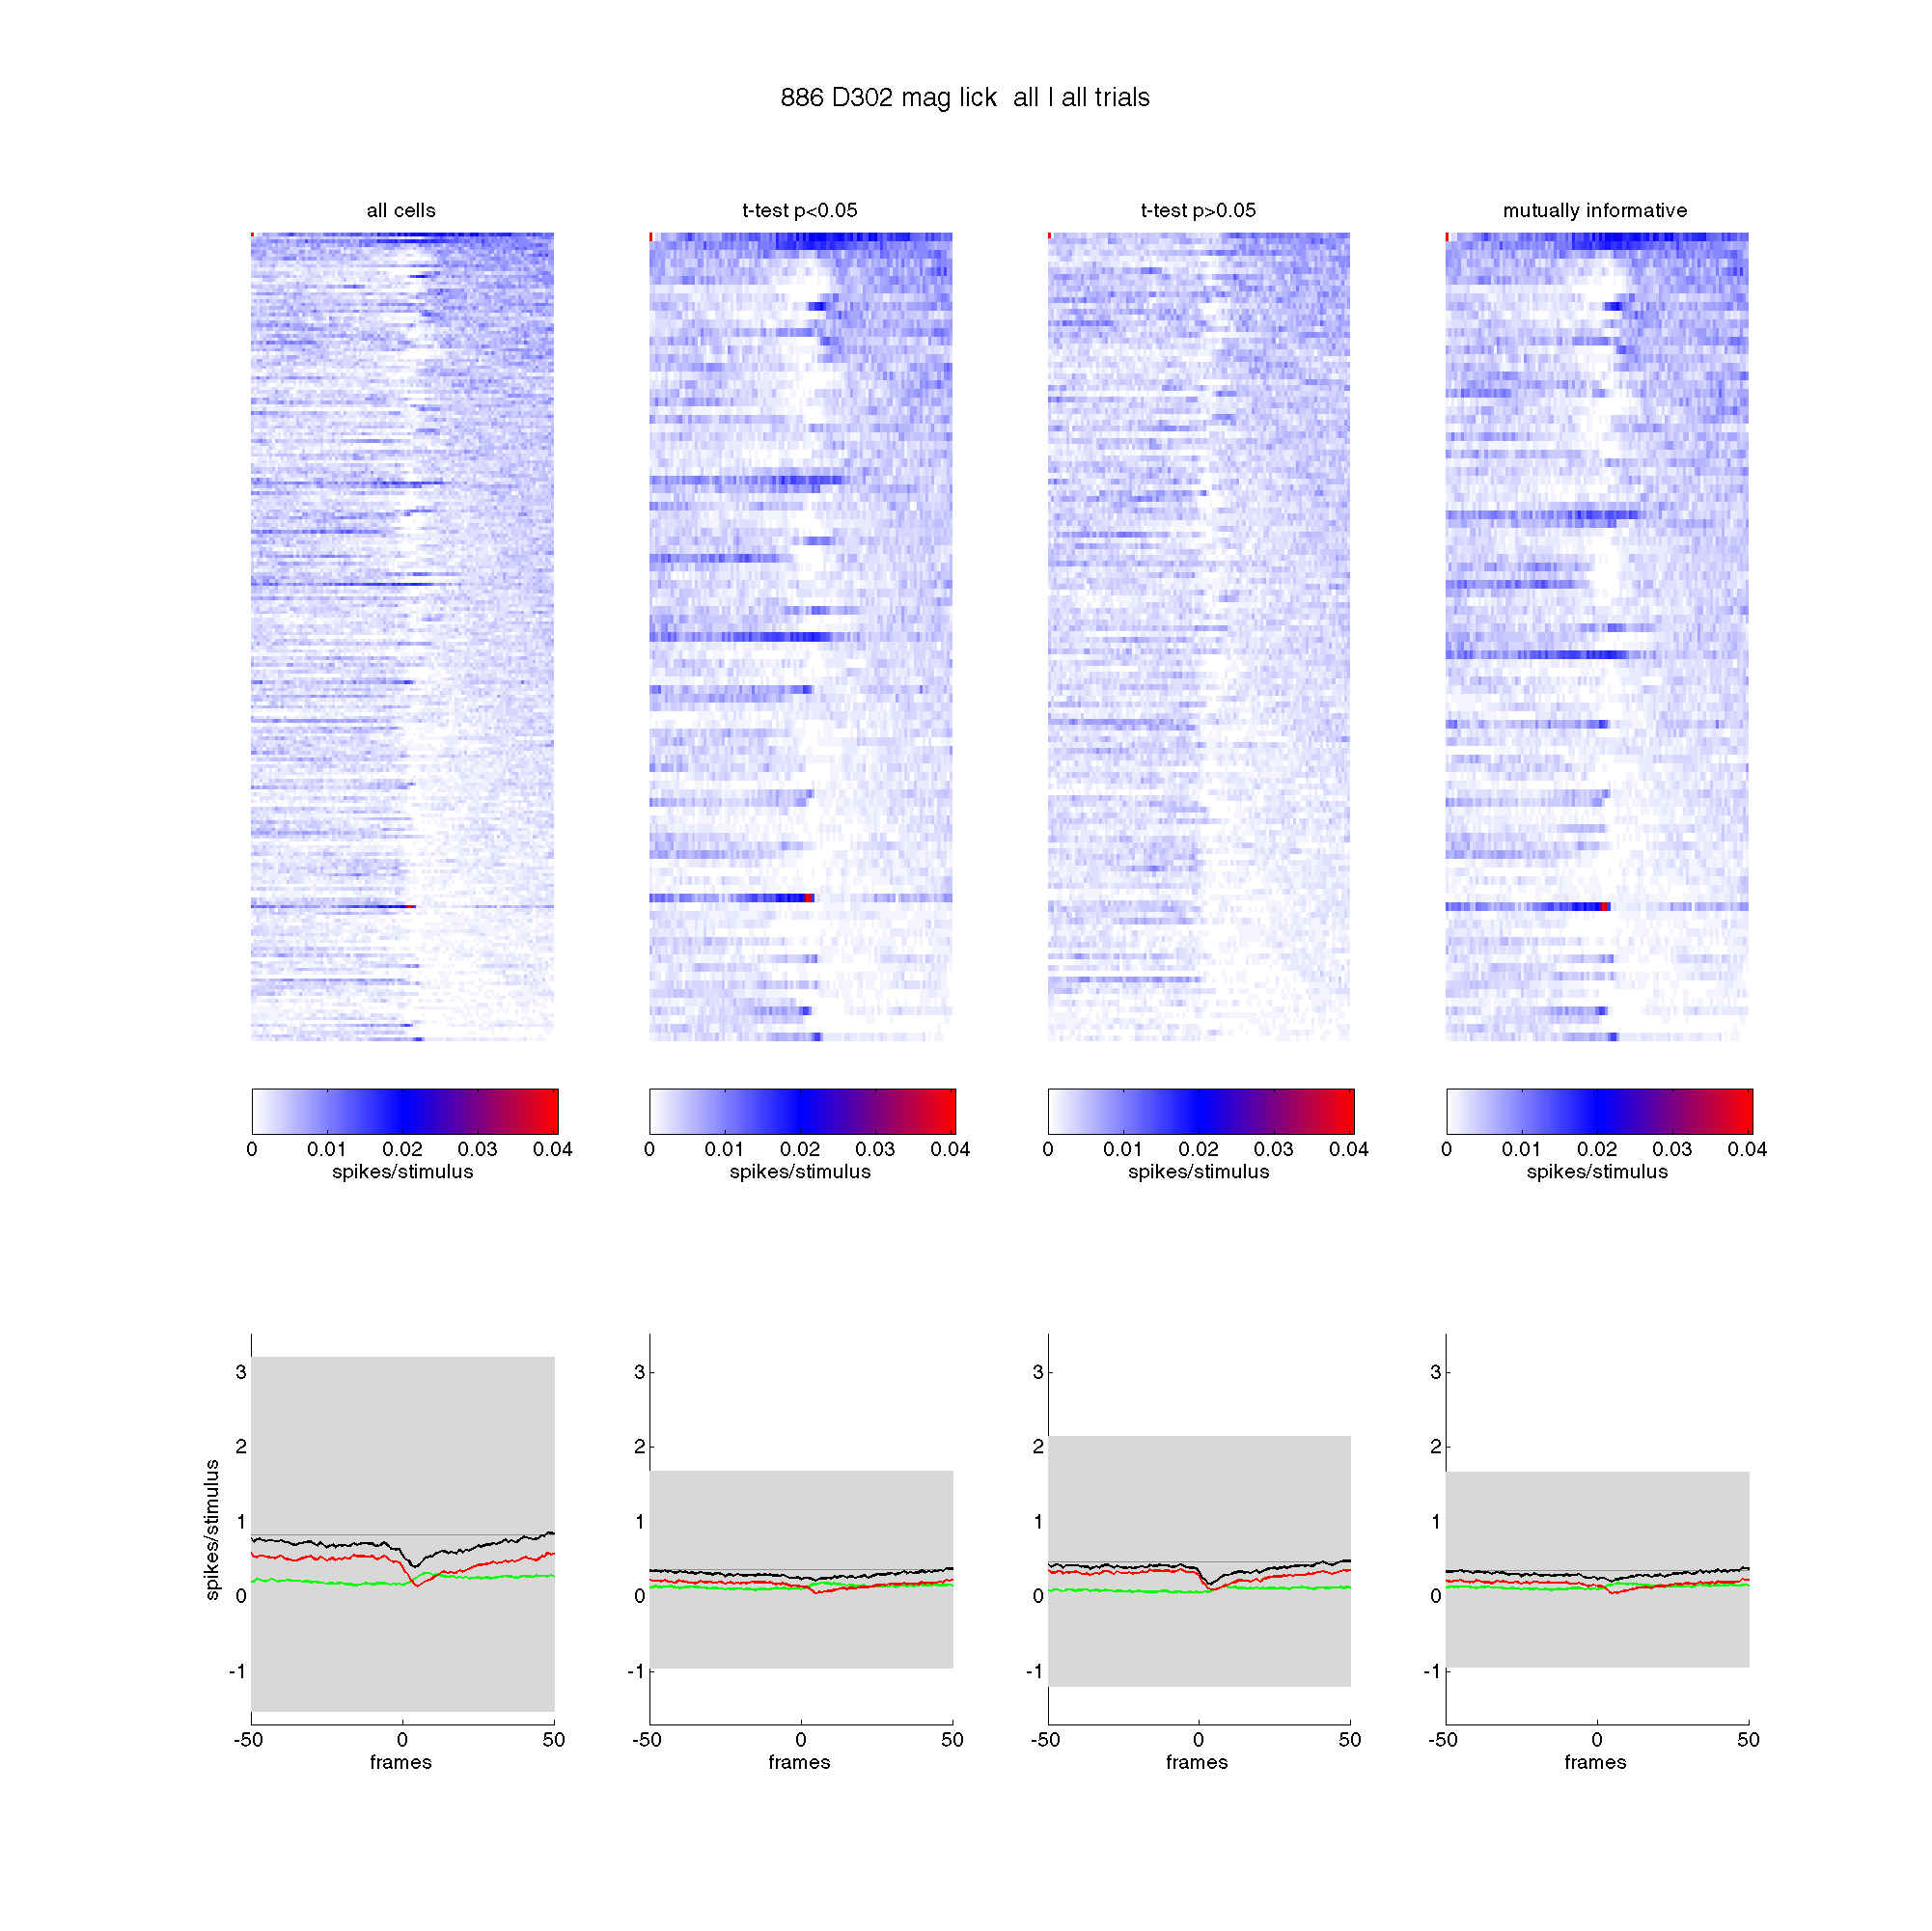 886 D302 mag lick  all I all trials
all cells
t-test p<0.05
t-test p>0.05
mutually informative
0 0.01 0.02 0.03 0.04
spikes/stimulus
0 0.01 0.02 0.03 0.04
spikes/stimulus
0 0.01 0.02 0.03 0.04
spikes/stimulus
0 0.01 0.02 0.03 0.04
spikes/stimulus
spikes/stimulus
3
2
1
0
-1
-50 0 50
frames
3
2
1
0
-1
-50 0 50
frames
3
2
1
0
-1
-50 0 50
frames
3
2
1
0
-1
-50 0 50
frames